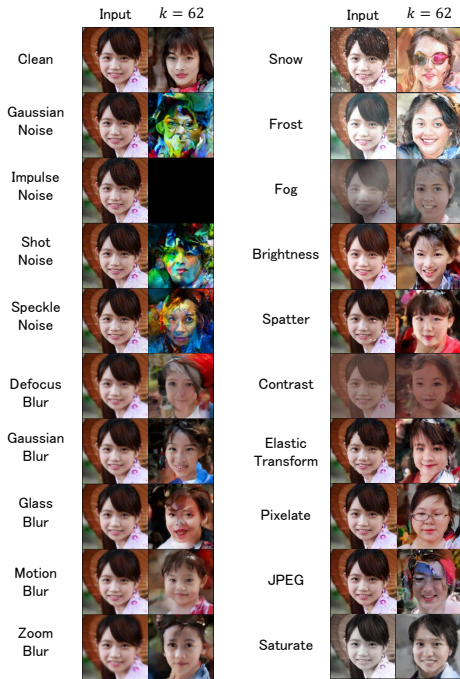 Input k = 62
Clean
Gaussian
Noise
Impulse
Noise
Shot
Noise
Speckle
Noise
Defocus
Blur
Gaussian
Blur
Glass
Blur
Motion
Blur
Zoom
Blur
Input k = 62
Snow
Frost
Fog
Brightness
Spatter
Contrast
Elastic
Transform
Pixelate
JPEG
Saturate